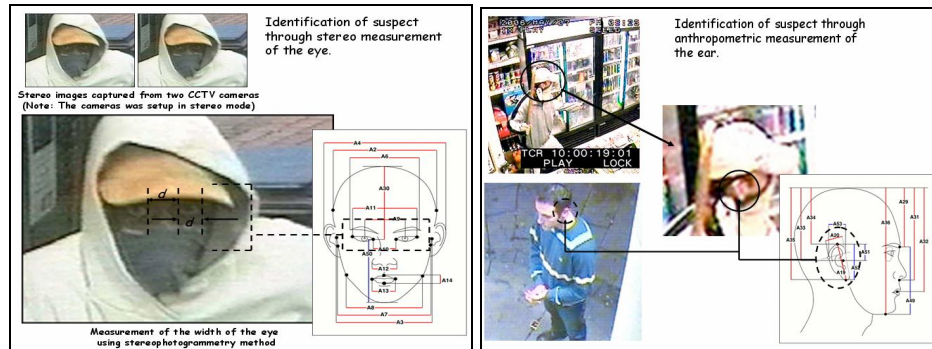 Identification of suspect
through stereo measurement
of the eye.
Stereo images captured from two CCTV cameras
(Note: The cameras was setup in stereo mode)
d
d
A4
A2
A6
A30
A11
A9
A50
A12
A13
A14
A8
A7
A3
Measurement of the width of the eye
using stereophotogrammetry method
Identification of suspect through
anthropometric measurement of
the ear.
TCR 10:00:19:01
PLAY LOCK
A29
A31
A34
A33
A53
A36
A35
A51
A32
A19
A49